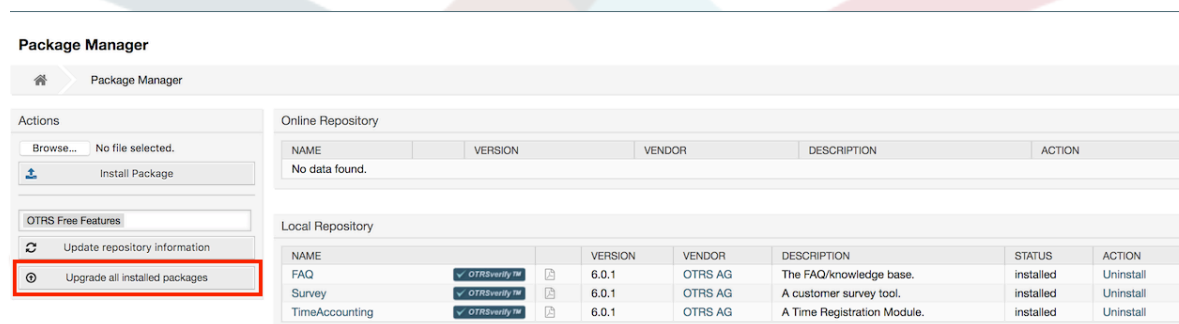 Package Manager
Package Manager
Actions
Browse... No file selected.
Install Package
OTRS Free Features
Update repository information
Upgrade all installed packages
Online Repository
NAME VERSION VENDOR DESCRIPTION ACTION
No data found.
Local Repository
NAME VERSION VENDOR DESCRIPTION STATUS ACTION
FAQ OTRSverify™ 6.0.1 OTRS AG The FAQ/knowledge base. installed Uninstall
Survey OTRSverify™ 6.0.1 OTRS AG A customer survey tool. installed Uninstall
TimeAccounting OTRSverify™ 6.0.1 OTRS AG A Time Registration Module. installed Uninstall